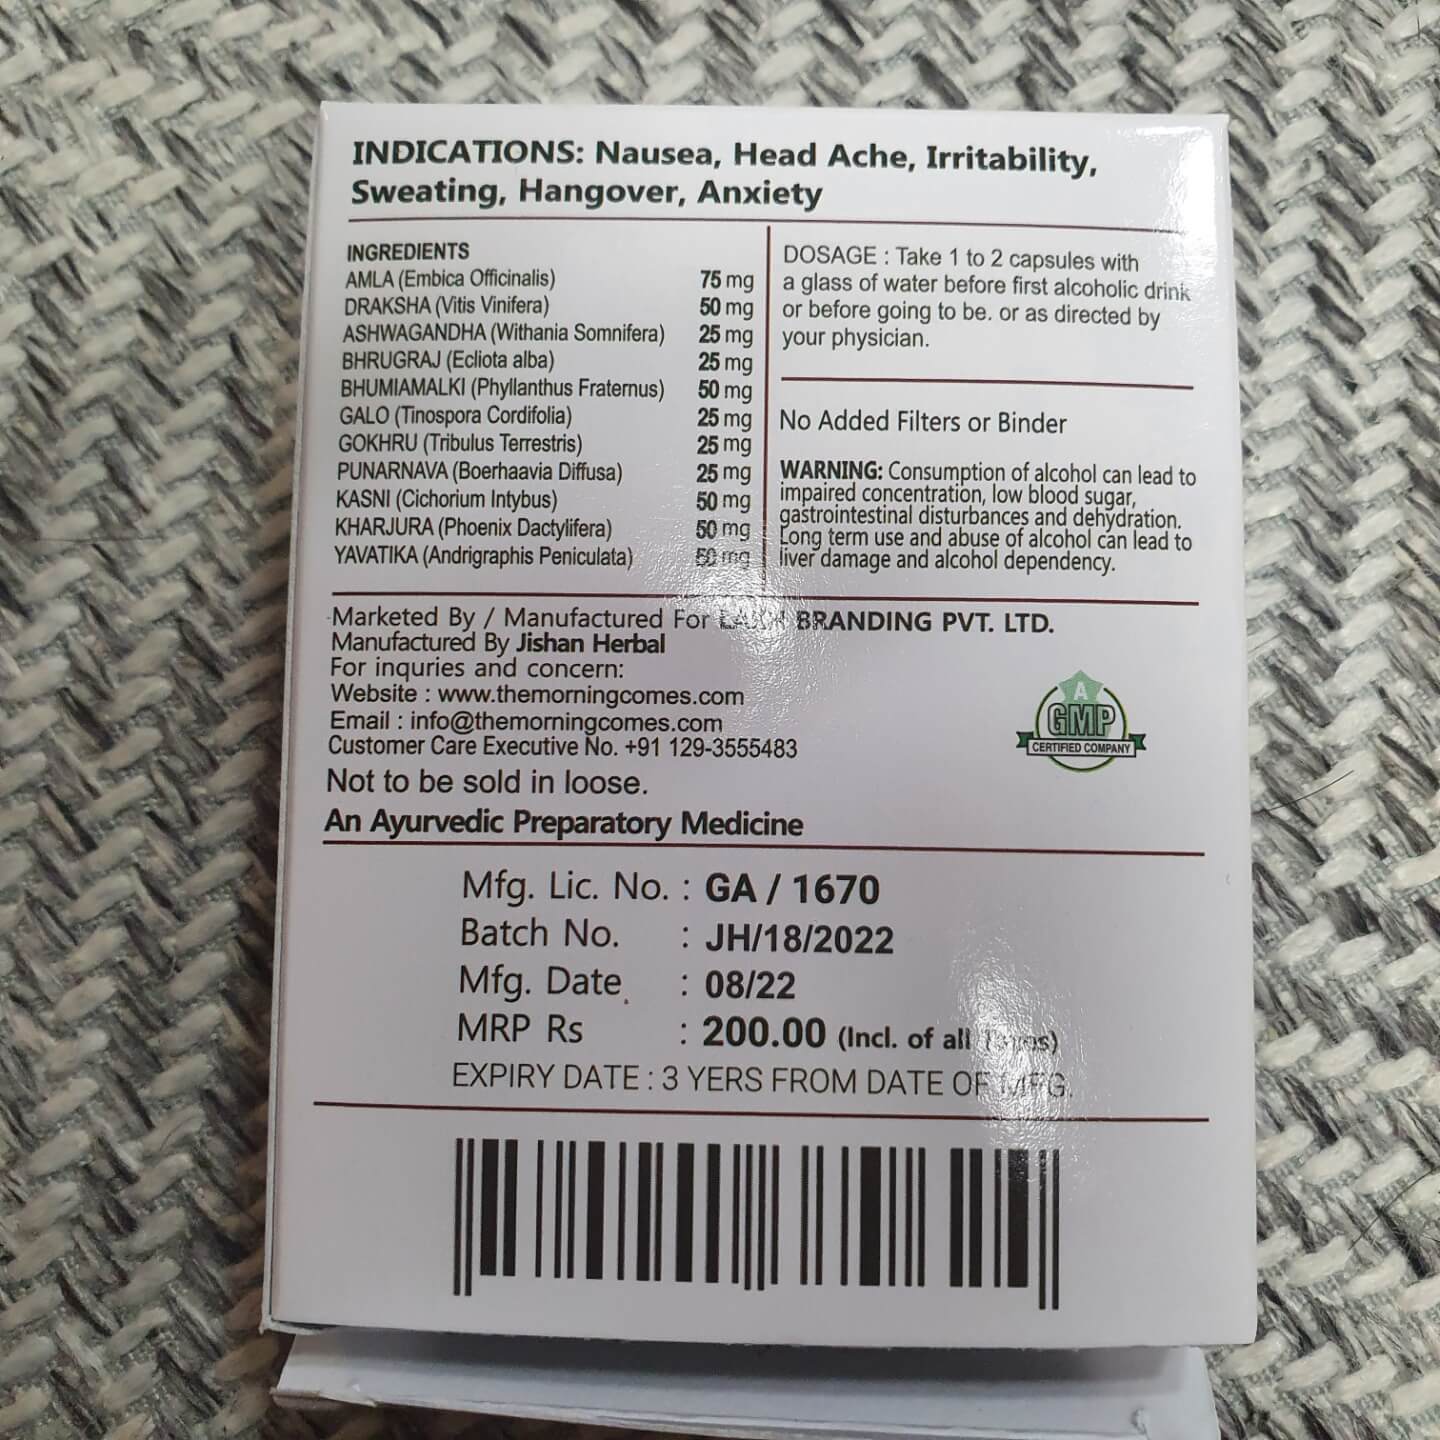 INDICATIONS: Nausea, Head Ache, Irritability,
Sweating, Hangover, Anxiety
INGREDIENTS
AMLA (Embica Officinalis) 75 mg
DRAKSHA (Vitis Vinifera) 50 mg
ASHWAGANDHA (Withania Somnifera) 25 mg
BHRUGRAJ (Ecliota alba) 25 mg
BHUMIAMALKI (Phyllanthus Fraternus) 50 mg
GALO (Tinospora Cordifolia) 25 mg
GOKHRU (Tribulus Terrestris) 25 mg
PUNARNAVA (Boerhaavia Diffusa) 25 mg
KASNI (Cichorium Intybus) 50 mg
KHARJURA (Phoenix Dactylifera) 50 mg
YAVATIKA (Andrigraphis Peniculata) 50 mg
DOSAGE : Take 1 to 2 capsules with
a glass of water before first alcoholic drink
or before going to be. or as directed by
your physician.
No Added Filters or Binder
WARNING: Consumption of alcohol can lead to
impaired concentration, low blood sugar,
gastrointestinal disturbances and dehydration.
Long term use and abuse of alcohol can lead to
liver damage and alcohol dependency.
Marketed By / Manufactured For BRANDING PVT. LTD.
Manufactured By Jishan Herbal
For inquries and concern:
Website : www.themorningcomes.com
Email : info@themorningcomes.com
Customer Care Executive No. +91 129-3555483
Not to be sold in loose.
An Ayurvedic Preparatory Medicine
A
GMP
CERTIFIED COMPANY
Mfg. Lic. No. : GA / 1670
Batch No. : JH/18/2022
Mfg. Date : 08/22
MRP Rs : 200.00 (Incl. of all Taxes)
EXPIRY DATE : 3 YERS FROM DATE OF MFG.